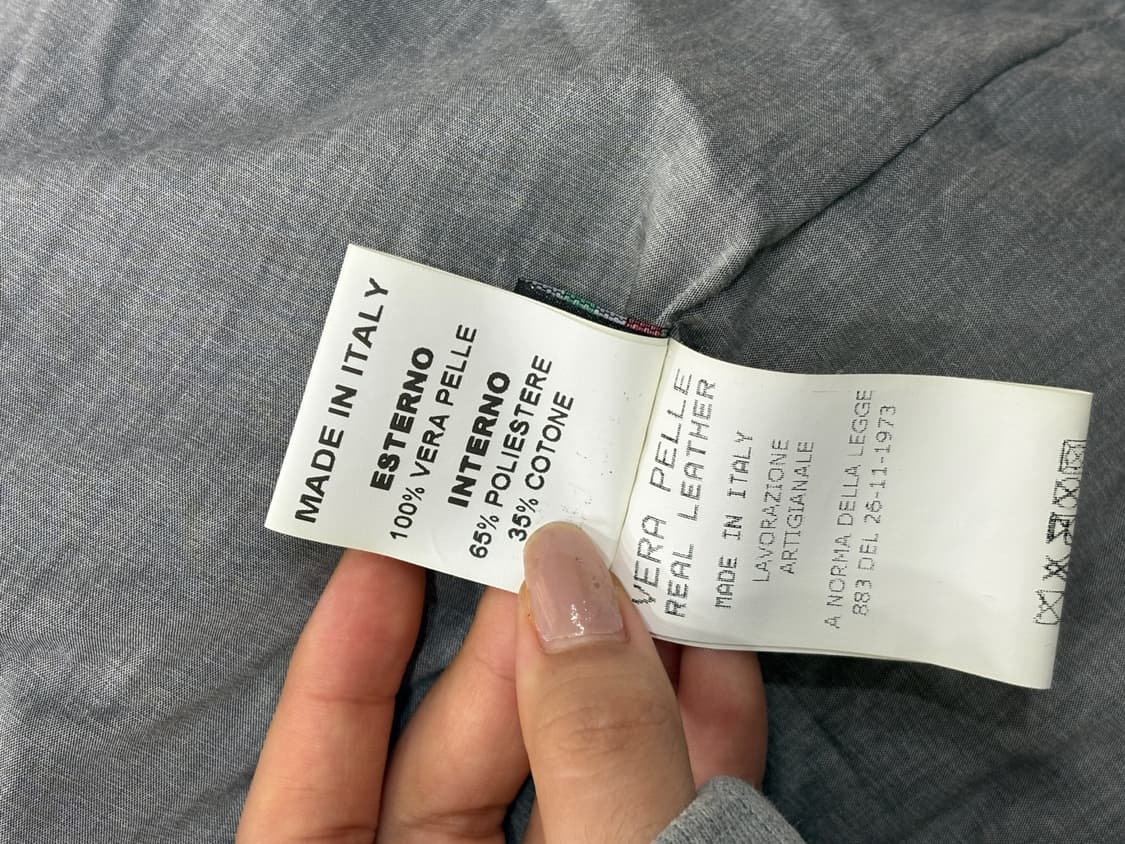 MADE IN ITALY
ESTERNO
100% VERA PELLE
INTERNO
65% POLIESTERE
35% COTONE
VERA PELLE
REAL LEATHER
MADE IN ITALY
LAVORAZIONE
ARTIGIANALE
A NORMA DELLA LEGGE
883 DEL 26-11-1973